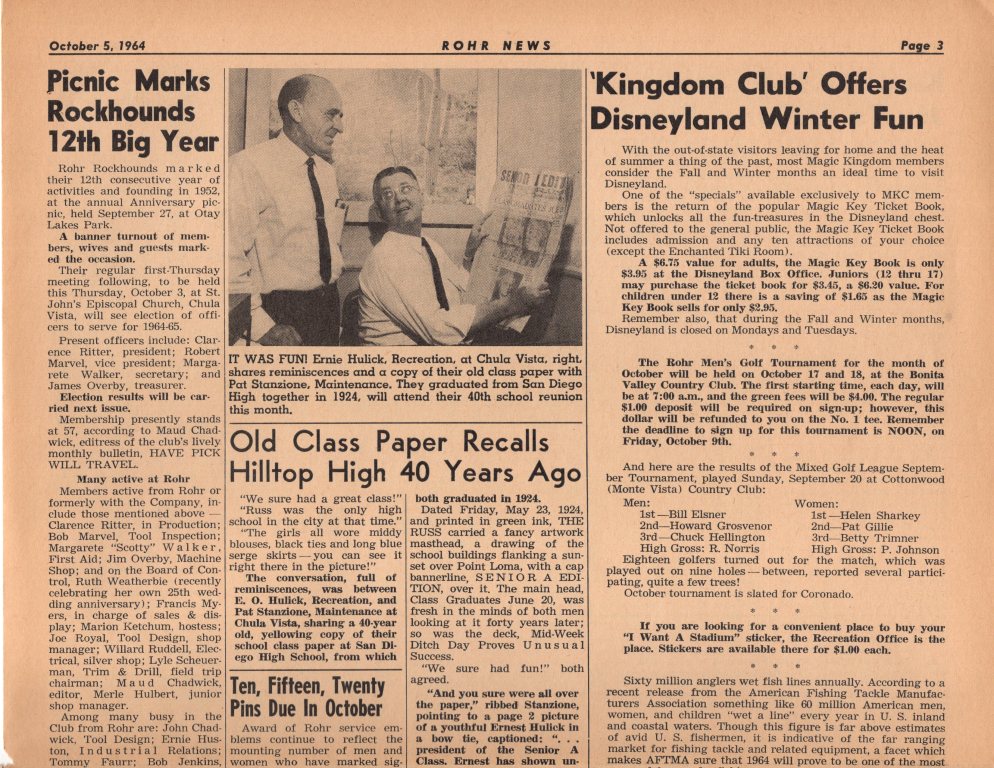 October 5, 1964
ROHR NEWS
Page 3
Picnic Marks
Rockhounds
12th Big Year
Rohr Rockhounds marked
their 12th consecutive year of
activities and founding in 1952,
at the annual Anniversary pic-
nic, held September 27, at Otay
Lakes Park.
A banner turnout of mem-
bers, wives and guests mark-
ed the occasion.
Their regular first-Thursday
meeting following, to be held
this Thursday, October 3, at St.
John's Episcopal Church, Chula
Vista, will see election of offi-
cers to serve for 1964-65.
Present officers include: Clar-
ence Ritter, president; Robert
Marvel, vice president; Marga-
rete Walker, secretary; and
James Overby, treasurer.
Election results will be car-
ried next issue.
Membership presently stands
at 57, according to Maud Chad-
wick, editress of the club's lively
monthly bulletin, HAVE PICK
WILL TRAVEL.
Many active at Rohr
Members active from Rohr or
formerly with the Company, in-
clude those mentioned above —
Clarence Ritter, in Production;
Bob Marvel, Tool Inspection;
Margarete "Scotty" Walker,
First Aid; Jim Overby, Machine
Shop; and on the Board of Con-
trol, Ruth Weatherbie (recently
celebrating her own 25th wed-
ding anniversary); Francis My-
ers, in charge of sales & dis-
play; Marion Ketchum, hostess;
Joe Royal, Tool Design, shop
manager; Willard Ruddell, Elec-
trical, silver shop; Lyle Scheuer-
man, Trim & Drill, field trip
chairman; Maud Chadwick,
editor, Merle Hulbert, junior
shop manager.
Among many busy in the
Club from Rohr are: John Chad-
wick, Tool Design; Ernie Hus-
ton, Industrial Relations;
Tommy Faurr; Bob Jenkins,
SENIO
EDITI
IT WAS FUN! Ernie Hulick, Recreation, at Chula Vista, right,
shares reminiscences and a copy of their old class paper with
Pat Stanzione, Maintenance. They graduated from San Diego
High together in 1924, will attend their 40th school reunion
this month.
Old Class Paper Recalls
Hilltop High 40 Years Ago
"We sure had a great class!"
"Russ was the only high
school in the city at that time."
"The girls all wore middy
blouses, black ties and long blue
serge skirts — you can see it
right there in the picture!"
The conversation, full of
reminiscences, was between
E. O. Hulick, Recreation, and
Pat Stanzione, Maintenance at
Chula Vista, sharing a 40-year
old, yellowing copy of their
school class paper at San Di-
ego High School, from which
both graduated in 1924.
Dated Friday, May 23, 1924,
and printed in green ink, THE
RUSS carried a fancy artwork
masthead, a drawing of the
school buildings flanking a sun-
set over Point Loma, with a cap
bannerline, SENIOR A EDI-
TION, over it. The main head,
Class Graduates June 20, was
fresh in the minds of both men
looking at it forty years later;
so was the deck, Mid-Week
Ditch Day Proves Unusual
Success.
"We sure had fun!" both
agreed.
"And you sure were all over
the paper," ribbed Stanzione,
pointing to a page 2 picture
of a youthful Ernest Hulick in
a bow tie, captioned: ". . .
president of the Senior A
Class. Ernest has shown un-
Ten, Fifteen, Twenty
Pins Due In October
Award of Rohr service em-
blems continue to reflect the
mounting number of men and
women who have marked sig-
'Kingdom Club' Offers
Disneyland Winter Fun
With the out-of-state visitors leaving for home and the heat
of summer a thing of the past, most Magic Kingdom members
consider the Fall and Winter months an ideal time to visit
Disneyland.
One of the "specials" available exclusively to MKC mem-
bers is the return of the popular Magic Key Ticket Book,
which unlocks all the fun-treasures in the Disneyland chest.
Not offered to the general public, the Magic Key Ticket Book
includes admission and any ten attractions of your choice
(except the Enchanted Tiki Room).
A $6.75 value for adults, the Magic Key Book is only
$3.95 at the Disneyland Box Office. Juniors (12 thru 17)
may purchase the ticket book for $3.45, a $6.20 value. For
children under 12 there is a saving of $1.65 as the Magic
Key Book sells for only $2.95.
Remember also, that during the Fall and Winter months,
Disneyland is closed on Mondays and Tuesdays.
* * *
The Rohr Men's Golf Tournament for the month of
October will be held on October 17 and 18, at the Bonita
Valley Country Club. The first starting time, each day, will
be at 7:00 a.m., and the green fees will be $4.00. The regular
$1.00 deposit will be required on sign-up; however, this
dollar will be refunded to you on the No. 1 tee. Remember
the deadline to sign up for this tournament is NOON, on
Friday, October 9th.
* * *
And here are the results of the Mixed Golf League Septem-
ber Tournament, played Sunday, September 20 at Cottonwood
(Monte Vista) Country Club:
Men: Women:
1st—Bill Elsner 1st—Helen Sharkey
2nd—Howard Grosvenor 2nd—Pat Gillie
3rd—Chuck Hellington 3rd—Betty Trimner
High Gross: R. Norris High Gross: P. Johnson
Eighteen golfers turned out for the match, which was
played out on nine holes — between, reported several partici-
pating, quite a few trees!
October tournament is slated for Coronado.
* * *
If you are looking for a convenient place to buy your
"I Want A Stadium" sticker, the Recreation Office is the
place. Stickers are available there for $1.00 each.
* * *
Sixty million anglers wet fish lines annually. According to a
recent release from the American Fishing Tackle Manufac-
turers Association something like 60 million American men,
women, and children "wet a line" every year in U. S. inland
and coastal waters. Though this figure is far above estimates
of avid U. S. fishermen, it is indicative of the far ranging
market for fishing tackle and related equipment, a facet which
makes AFTMA sure that 1964 will prove to be one of the most